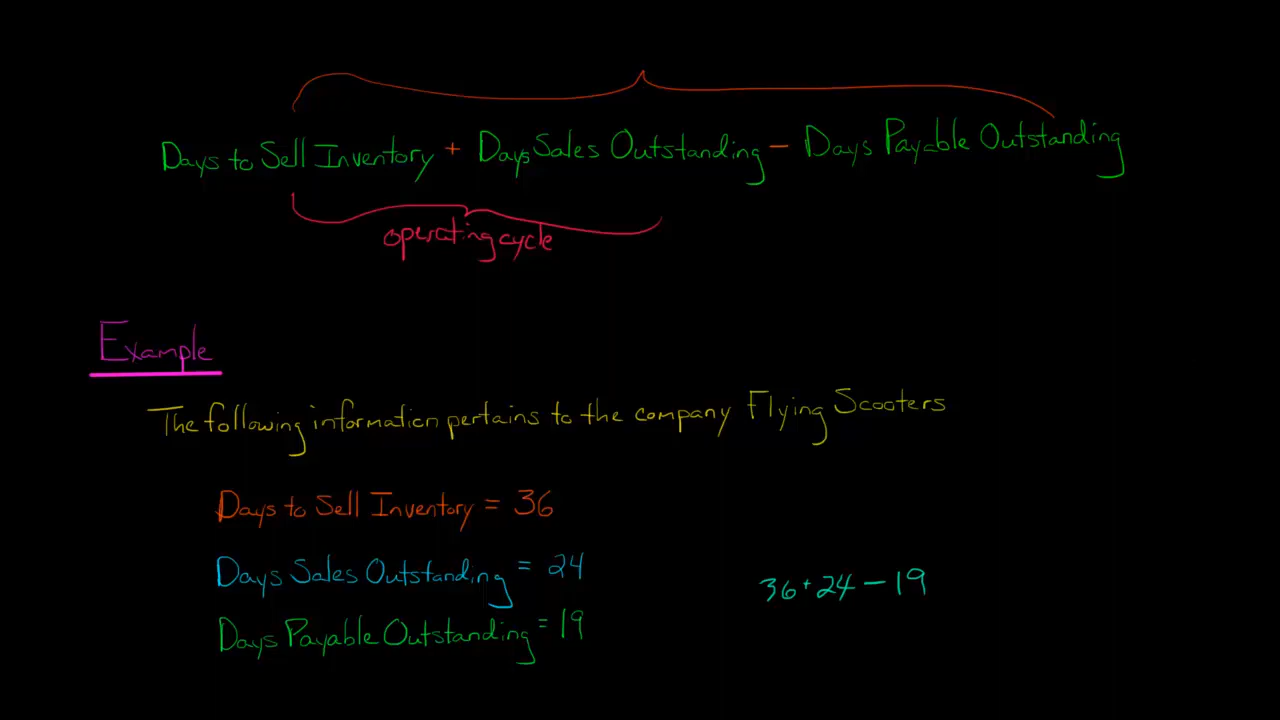 Days to Sell Inventory + Days Sales Outstanding - Days Payable Outstanding
operating cycle
Example
The following information pertains to the company Flying Scooters
Days to Sell Inventory = 36
Days Sales Outstanding = 24
36 + 24 - 19
Days Payable Outstanding = 19